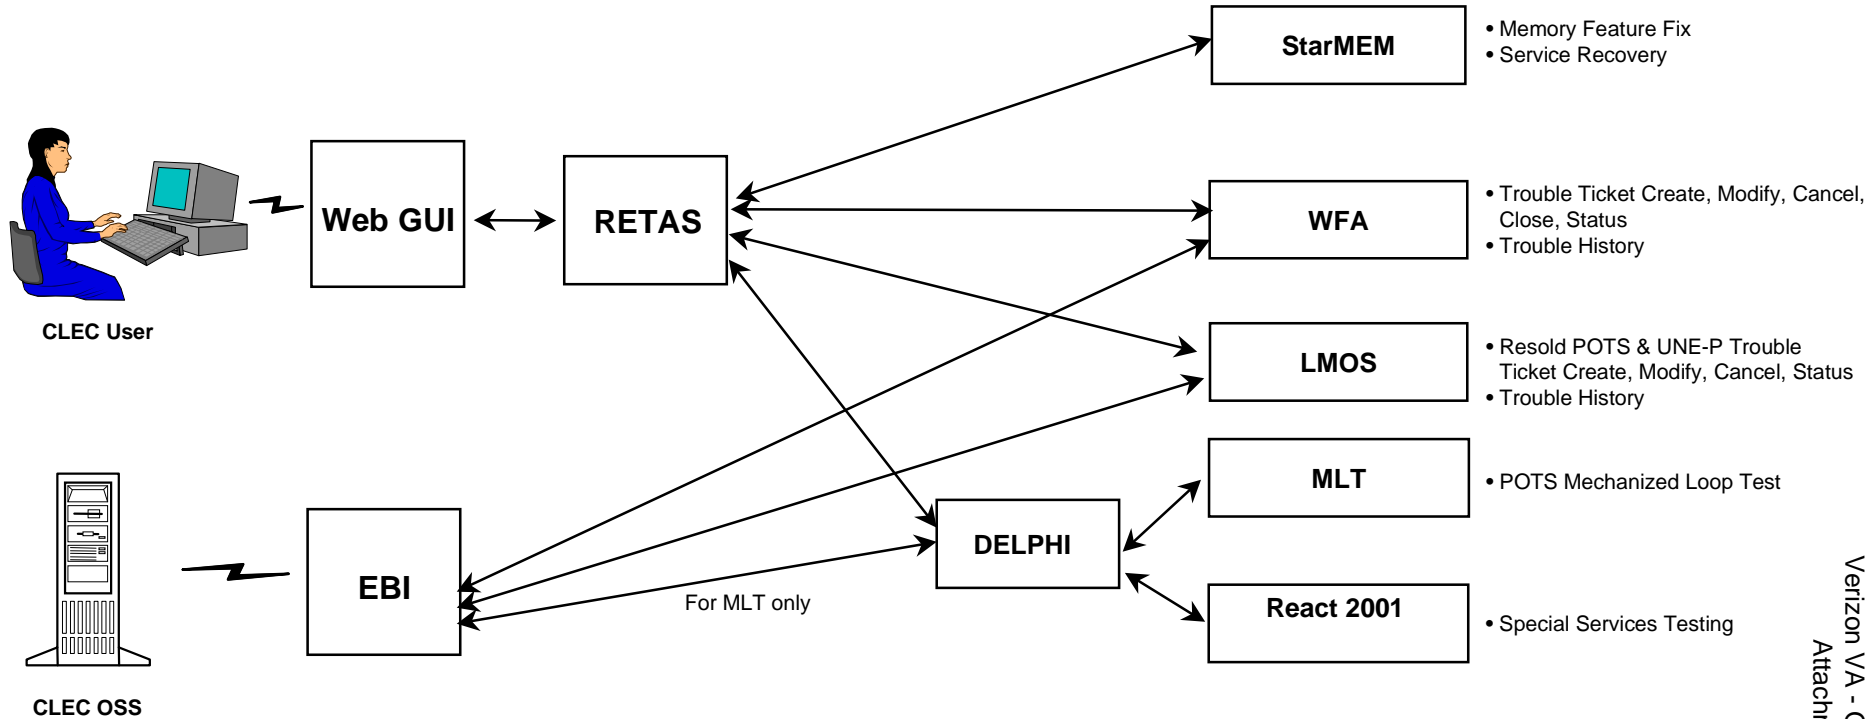 StarMEM
• Memory Feature Fix
• Service Recovery
Web GUI
RETAS
WFA
• Trouble Ticket Create, Modify, Cancel,
Close, Status
• Trouble History
CLEC User
LMOS
• Resold POTS & UNE-P Trouble
Ticket Create, Modify, Cancel, Status
• Trouble History
MLT
• POTS Mechanized Loop Test
DELPHI
EBI
For MLT only
React 2001
• Special Services Testing
CLEC OSS
Verizon VA -